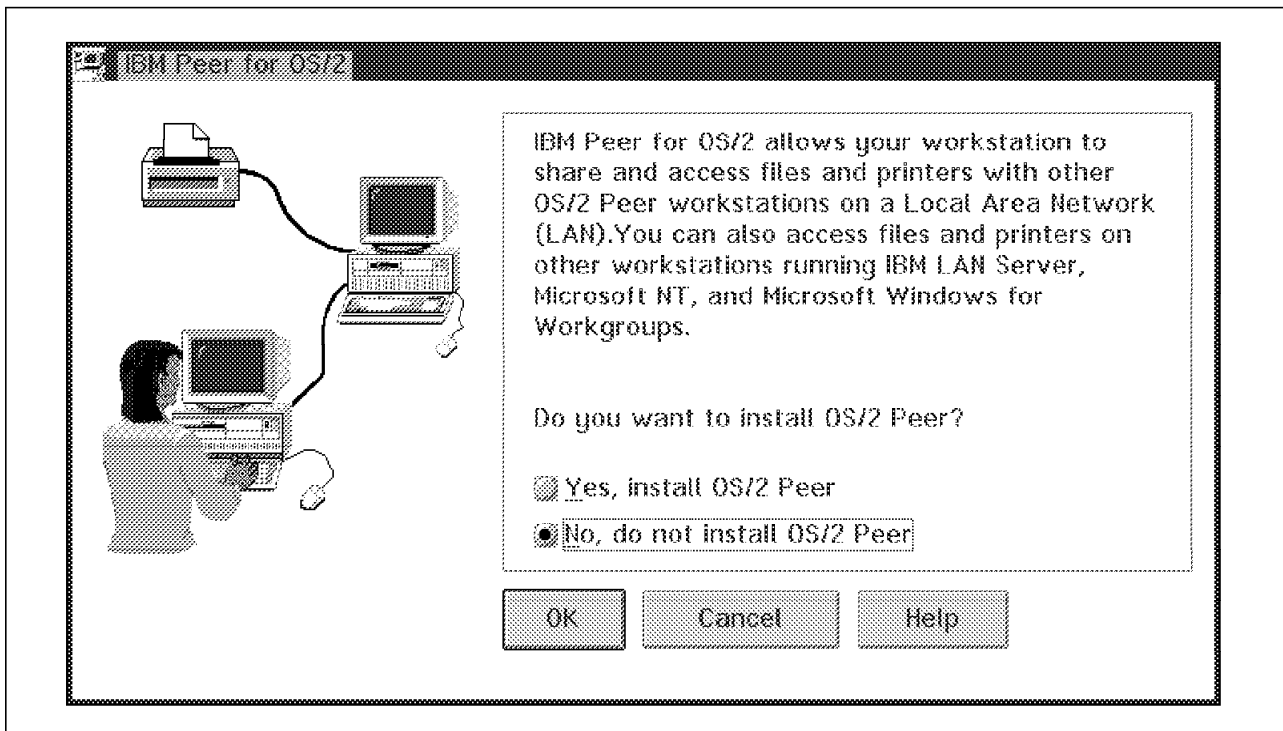 IBM Peer for OS/2
IBM Peer for OS/2 allows your workstation to
share and access files and printers with other
OS/2 Peer workstations on a Local Area Network
(LAN).You can also access files and printers on
other workstations running IBM LAN Server,
Microsoft NT, and Microsoft Windows for
Workgroups.
Do you want to install OS/2 Peer?
Yes, install OS/2 Peer
No, do not install OS/2 Peer
OK Cancel Help